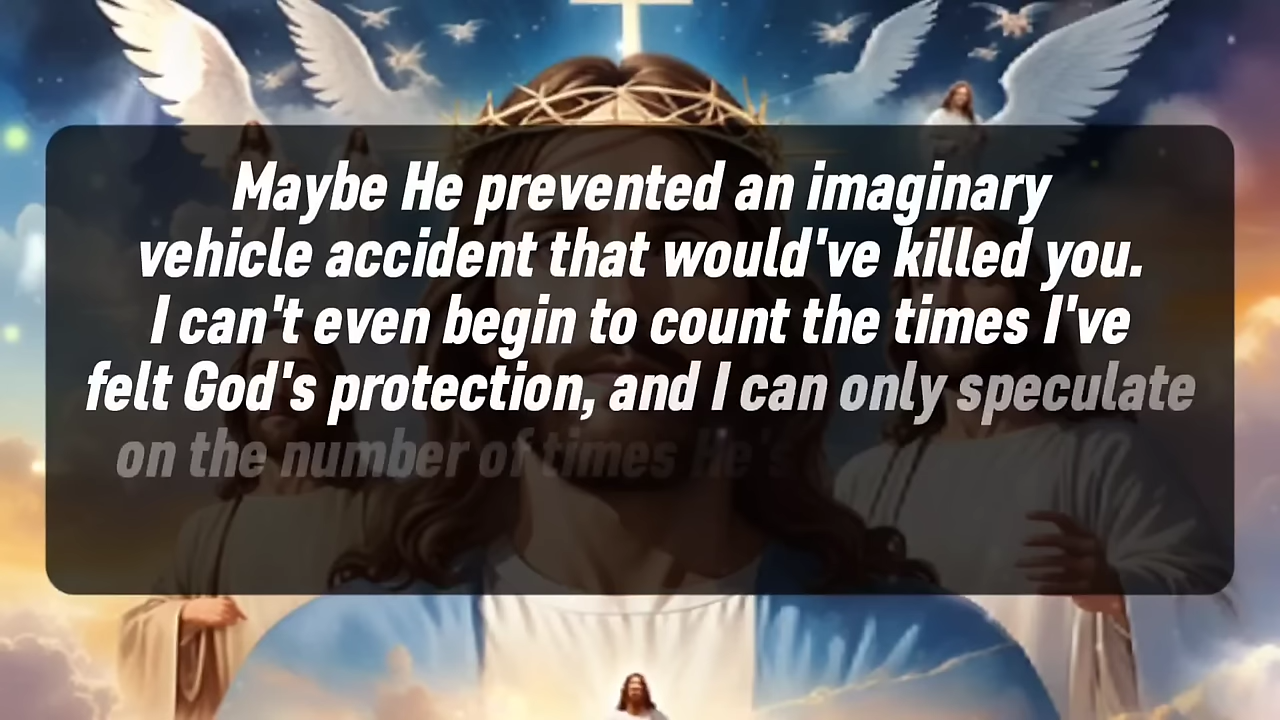 Maybe He prevented an imaginary
vehicle accident that would've killed you.
I can't even begin to count the times I've
felt God's protection, and I can only speculate
on the number of times He's